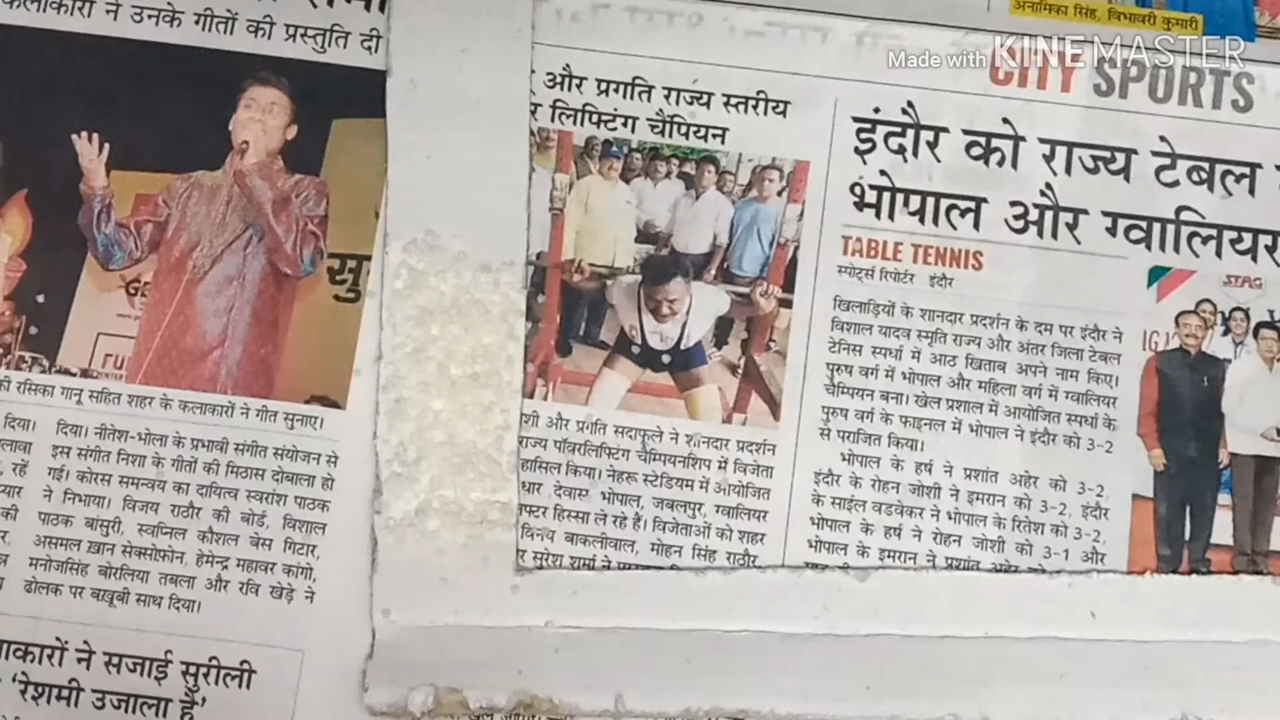 कलाकारों ने उनके गीतों की प्रस्तुति दी
की रसिका गानू सहित शहर के कलाकारों ने गीत सुनाए।
दिया।
दिया। नीतेश-भोला के प्रभावी संगीत संयोजन से
इस संगीत निशा के गीतों की मिठास दोबाला हो
गई। कोरस समन्वय का दायित्व स्वरांश पाठक
ने निभाया। विजय राठौर की बोर्ड, विशाल
पाठक बांसुरी, स्वप्निल कौशल बेस गिटार,
असमल ख़ान सेक्सोफोन, हेमेन्द्र महावर कांगो,
मनोजसिंह बोरलिया तबला और रवि खेड़े ने
ढोलक पर बख़ूबी साथ दिया।
ने सजाई सुरीली
'रेशमी उजाला है'
अनामिका सिंह, विभावरी कुमारी
Made with KINEMASTER
CITY SPORTS
और प्रगति राज्य स्तरीय
लिफ्टिंग चैंपियन
शी और प्रगति सदाफुले ने शानदार प्रदर्शन
राज्य पॉवरलिफ्टिंग चैम्पियनशिप में विजेता
हासिल किया। नेहरू स्टेडियम में आयोजित
धार, देवास, भोपाल, जबलपुर, ग्वालियर
फ्टर हिस्सा ले रहे हैं। विजेताओं को शहर
विनय बाकलीवाल, मोहन सिंह राठौर,
सुरेश शर्मा ने
इंदौर को राज्य टेबल
भोपाल और ग्वालियर
TABLE TENNIS
स्पोर्ट्स रिपोर्टर इंदौर
खिलाड़ियों के शानदार प्रदर्शन के दम पर इंदौर ने
विशाल यादव स्मृति राज्य और अंतर जिला टेबल
टेनिस स्पर्धा में आठ खिताब अपने नाम किए।
पुरुष वर्ग में भोपाल और महिला वर्ग में ग्वालियर
चैम्पियन बना। खेल प्रशाल में आयोजित स्पर्धा के
पुरुष वर्ग के फाइनल में भोपाल ने इंदौर को 3-2
से पराजित किया।
भोपाल के हर्ष ने प्रशांत अहेर को 3-2,
इंदौर के रोहन जोशी ने इमरान को 3-2, इंदौर
के साईल वडवेकर ने भोपाल के रितेश को 3-2,
भोपाल के हर्ष ने रोहन जोशी को 3-1 और
भोपाल के इमरान ने प्रशांत अहेर को
STAG